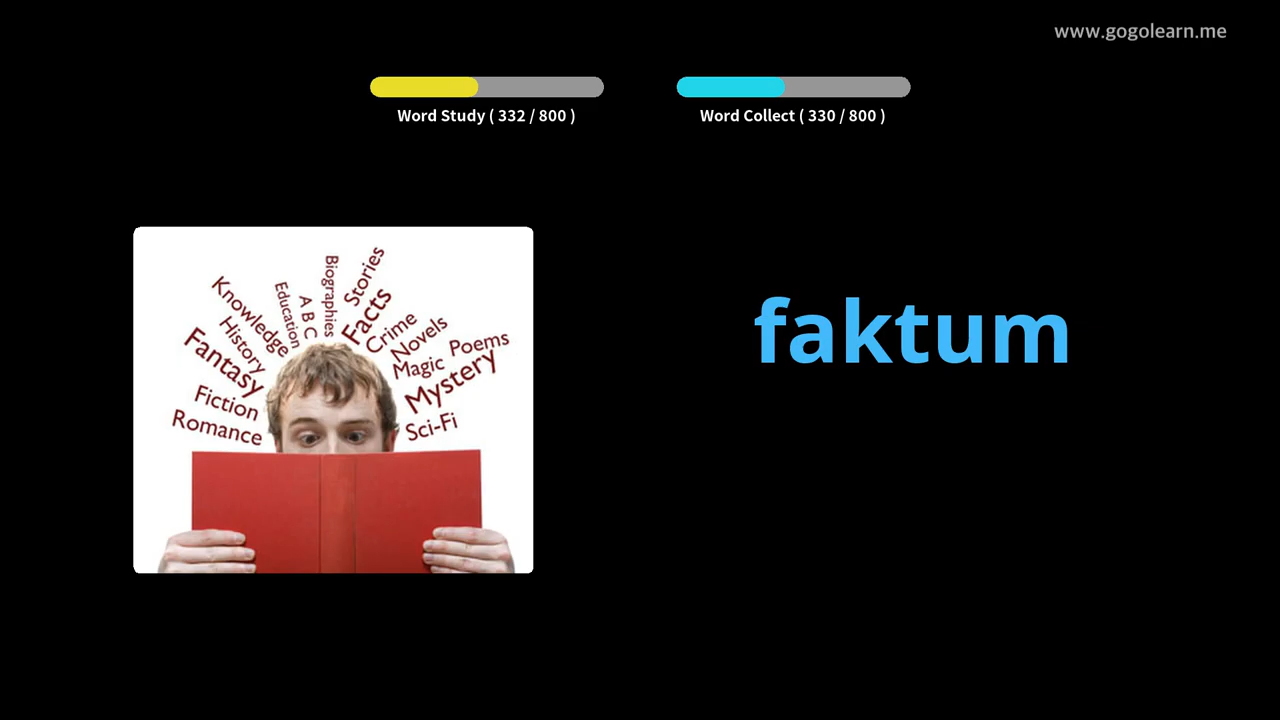 www.gogolearn.me
Word Study ( 332 / 800 )
Word Collect ( 330 / 800 )
Knowledge
History
Fantasy
Fiction
Romance
Education
A B C
Biographies
Stories
Facts
Crime
Novels
Magic
Poems
Mystery
Sci-Fi
faktum